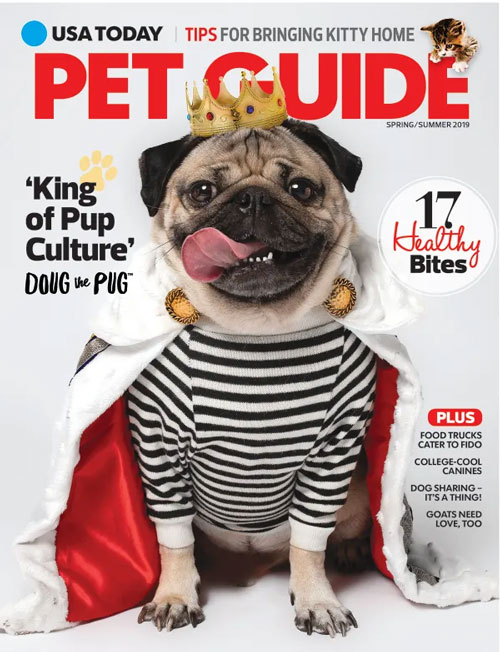 USA TODAY | TIPS FOR BRINGING KITTY HOME
PET GUIDE
SPRING/SUMMER 2019
'King
of Pup
Culture'
DOUG the PUG™
17
Healthy
Bites
PLUS
FOOD TRUCKS
CATER TO FIDO
COLLEGE-COOL
CANINES
DOG SHARING –
IT'S A THING!
GOATS NEED
LOVE, TOO